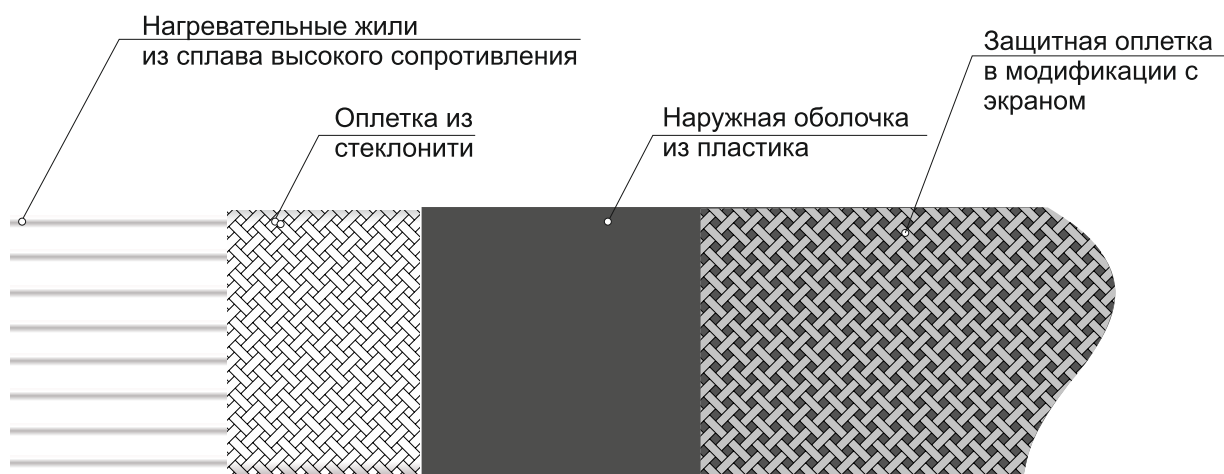 Нагревательные жили
из сплава высокого сопротивления
Оплетка из
стеклонити
Наружная оболочка
из пластика
Защитная оплетка
в модификации с
экраном